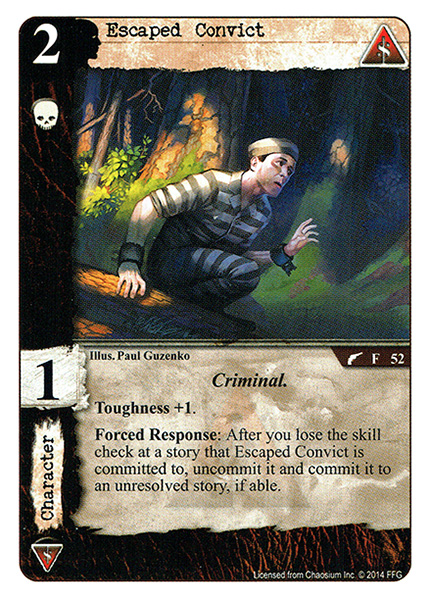 2
Escaped Convict
Illus. Paul Guzenko
F 52
1
Criminal.
Toughness +1.
Forced Response: After you lose the skill
check at a story that Escaped Convict is
committed to, uncommit it and commit it to
an unresolved story, if able.
Character
Licensed from Chaosium Inc. © 2014 FFG